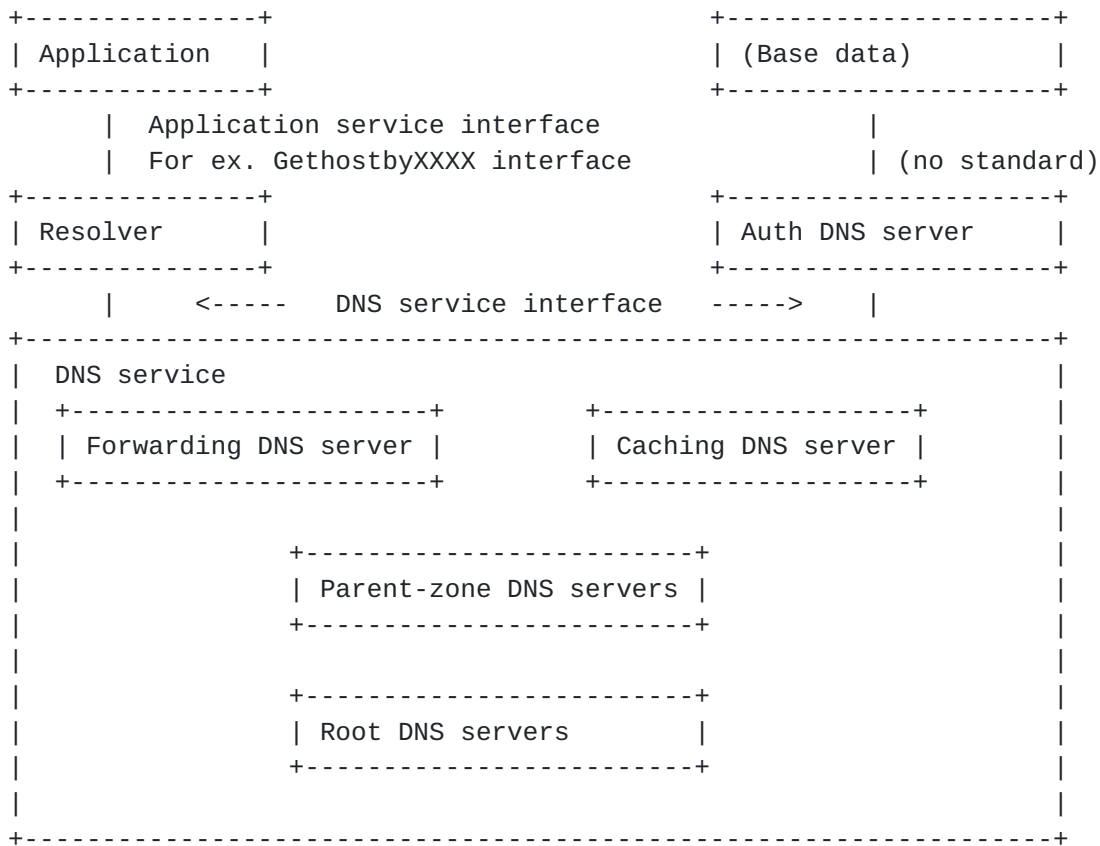 +---------------+                            +---------------------+
| Application   |                            | (Base data)         |
+---------------+                            +---------------------+
      |  Application service interface                 |
      |  For ex. GethostbyXXXX interface               | (no standard)
+---------------+                            +---------------------+
| Resolver      |                            | Auth DNS server     |
+---------------+                            +---------------------+
      |     <-----   DNS service interface   ----->    |
+------------------------------------------------------------------+
|  DNS service                                                     |
|  +-----------------------+         +--------------------+        |
|  | Forwarding DNS server |         | Caching DNS server |        |
|  +-----------------------+         +--------------------+        |
|                                                                  |
|                 +-------------------------+                      |
|                 | Parent-zone DNS servers |                      |
|                 +-------------------------+                      |
|                                                                  |
|                 +-------------------------+                      |
|                 | Root DNS servers        |                      |
|                 +-------------------------+                      |
|                                                                  |
+------------------------------------------------------------------+